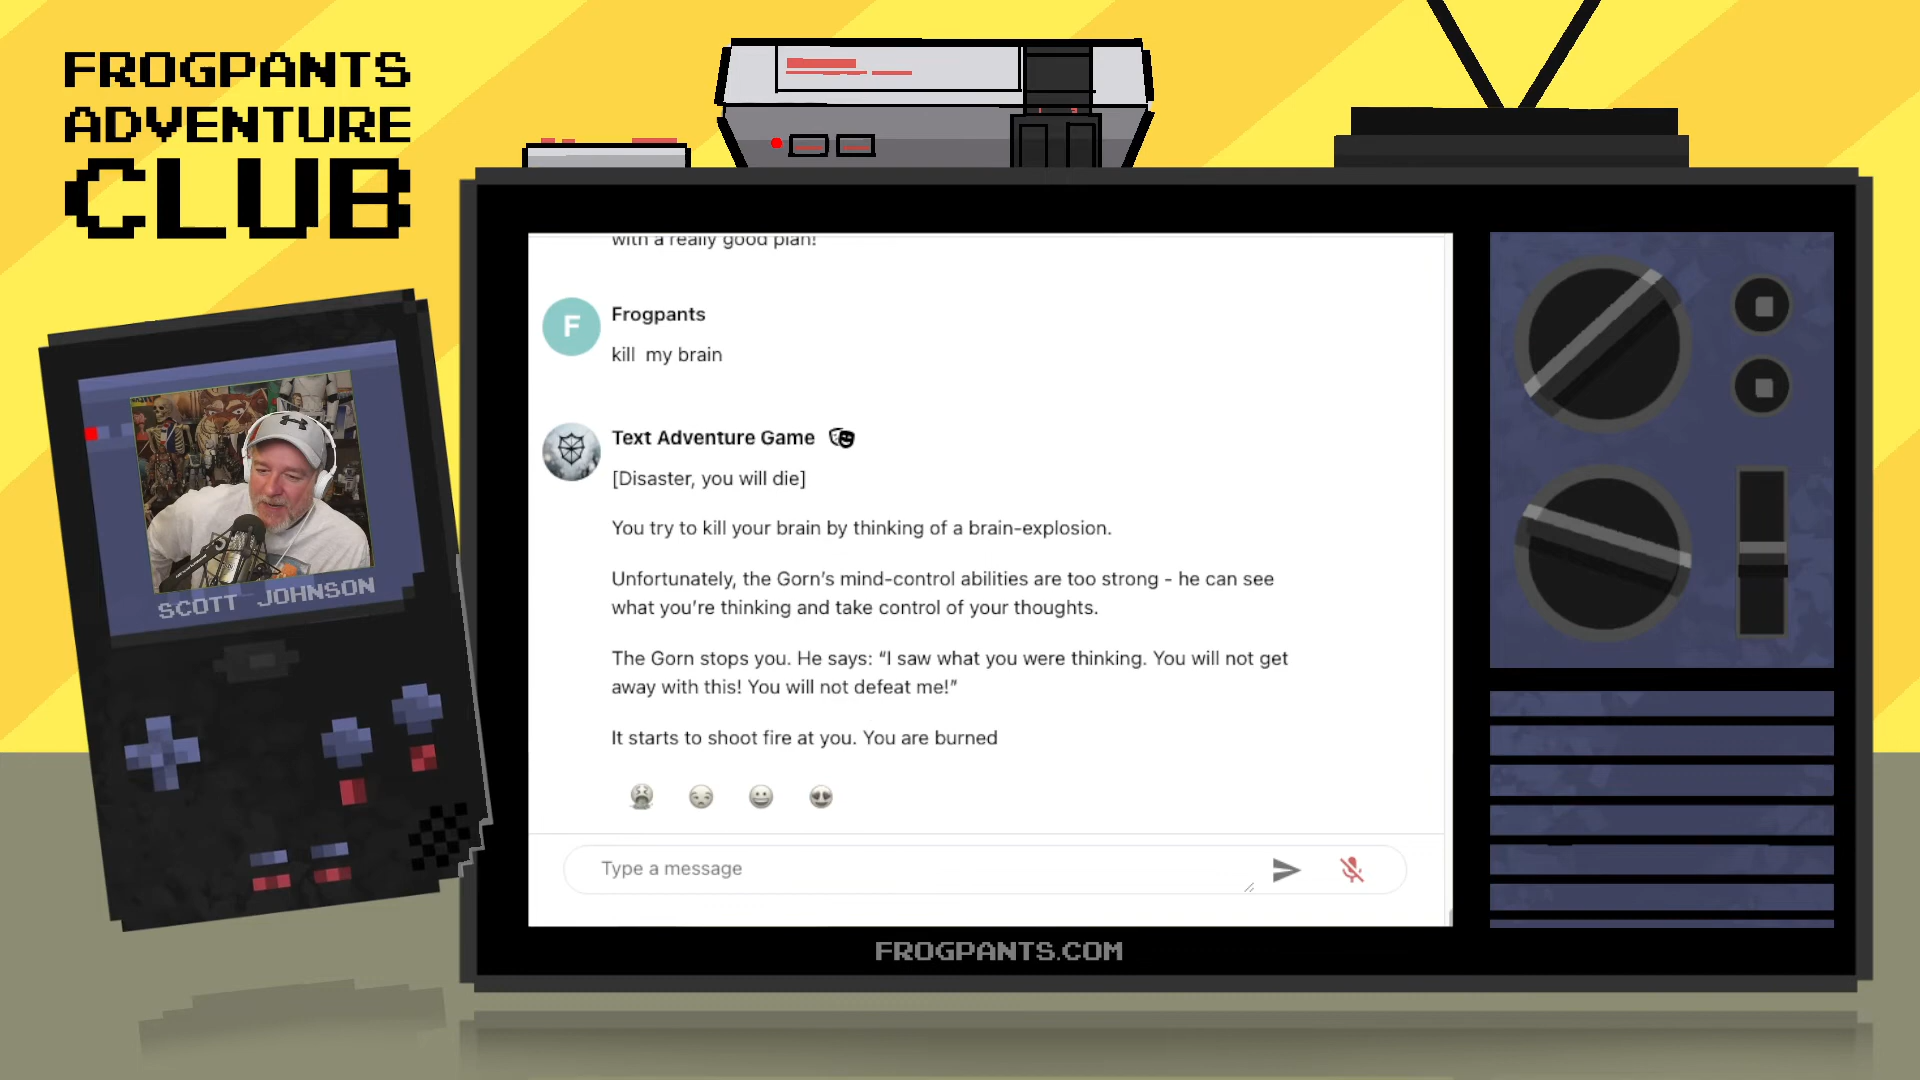 FROGPANTS
ADVENTURE
CLUB
SCOTT JOHNSON
with a really good plan!
F
Frogpants
kill my brain
Text Adventure Game
[Disaster, you will die]
You try to kill your brain by thinking of a brain-explosion.
Unfortunately, the Gorn’s mind-control abilities are too strong - he can see
what you’re thinking and take control of your thoughts.
The Gorn stops you. He says: “I saw what you were thinking. You will not get
away with this! You will not defeat me!”
It starts to shoot fire at you. You are burned
Type a message
FROGPANTS.COM